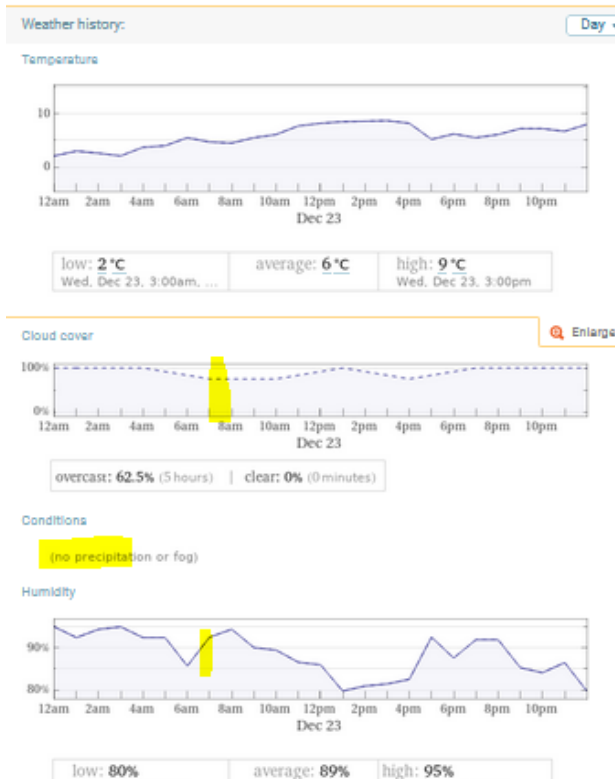 Weather history:
Day
Temperature
10
0
12am 2am 4am 6am 8am 10am 12pm 2pm 4pm 6pm 8pm 10pm
Dec 23
low: 2 °C average: 6 °C high: 9 °C
Wed, Dec 23, 3:00am, ... Wed, Dec 23, 3:00pm
Cloud cover
Enlarge
100%
0%
12am 2am 4am 6am 8am 10am 12pm 2pm 4pm 6pm 8pm 10pm
Dec 23
overcast: 62.5% (5 hours) | clear: 0% (0 minutes)
Conditions
(no precipitation or fog)
Humidity
90%
80%
12am 2am 4am 6am 8am 10am 12pm 2pm 4pm 6pm 8pm 10pm
Dec 23
low: 80% average: 89% high: 95%